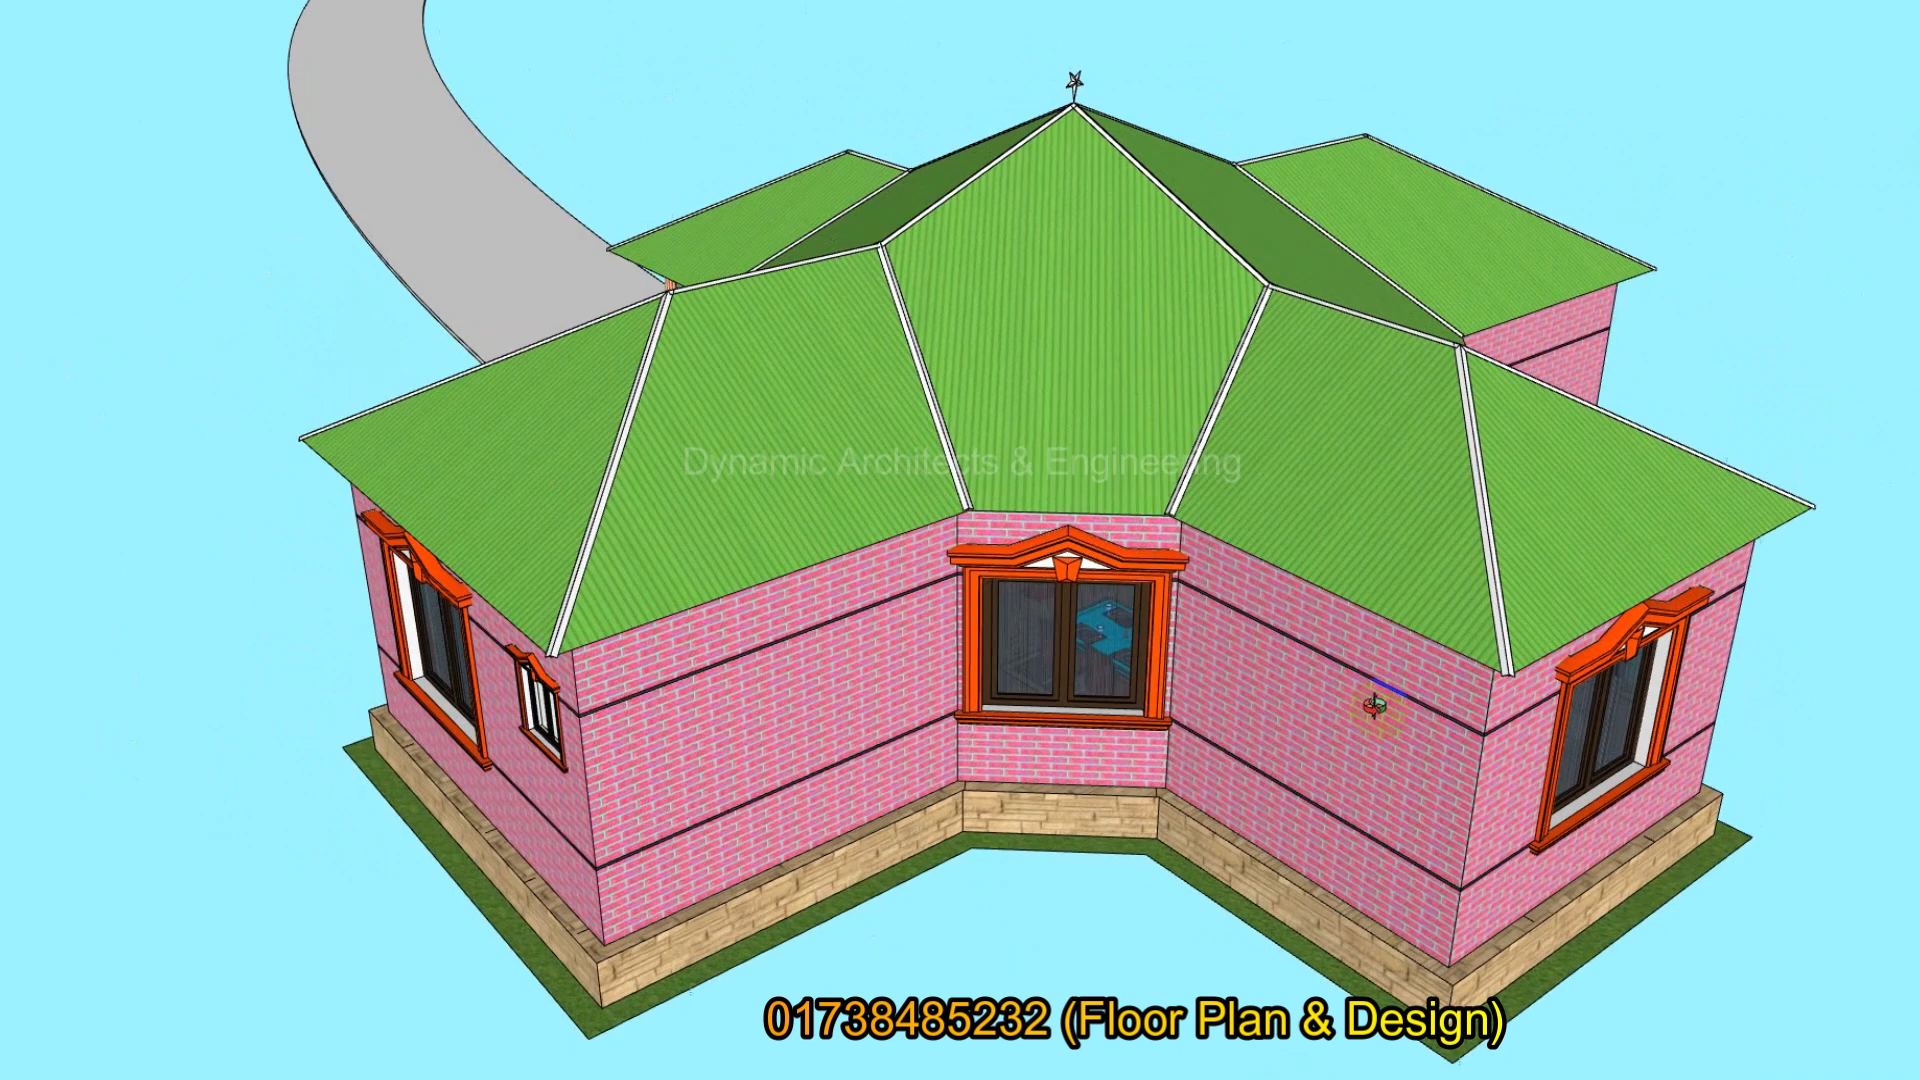 Dynamic Architects & Engineering
01738485232 (Floor Plan & Design)